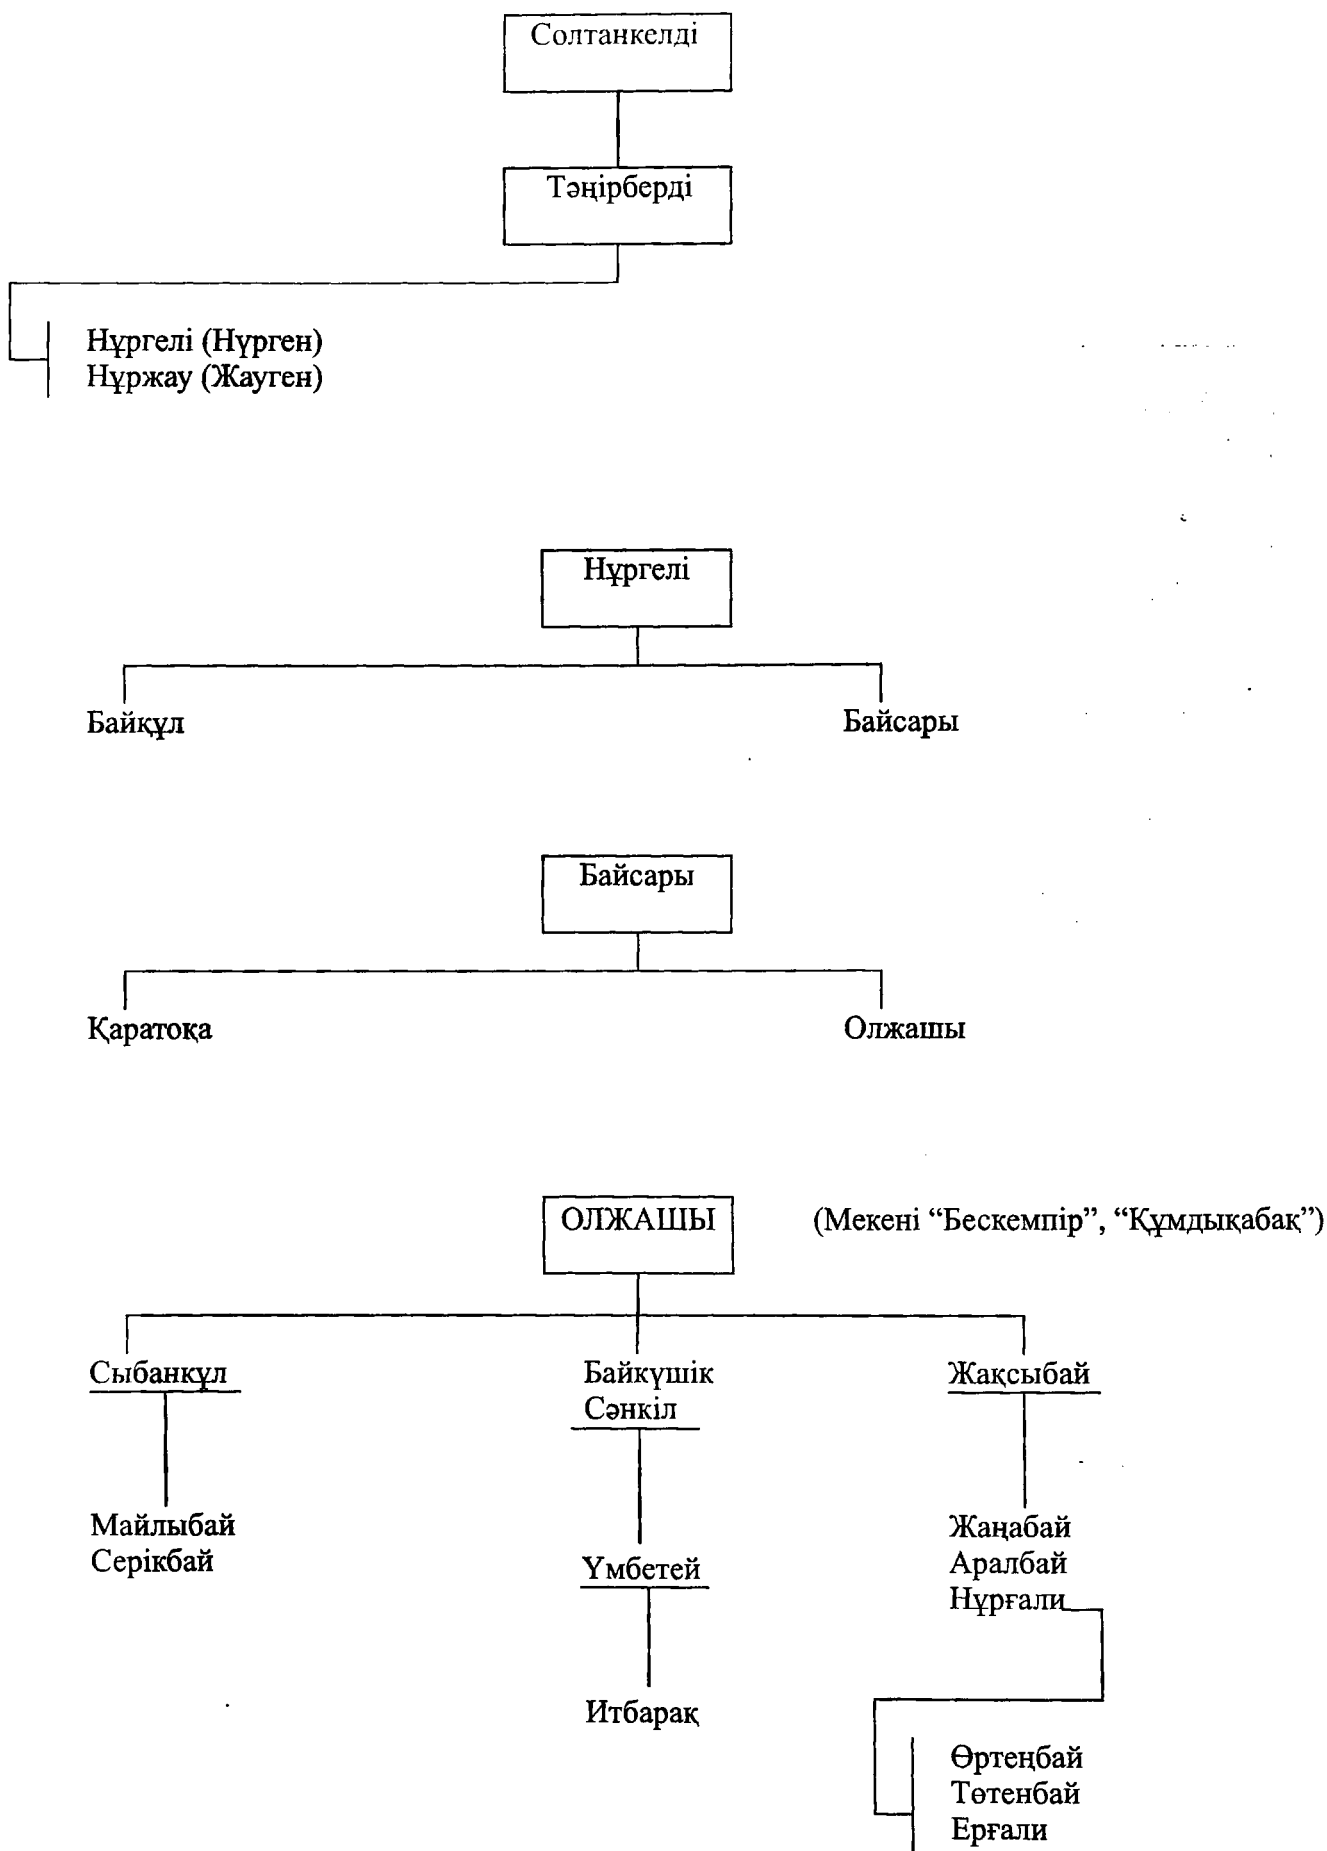 Солтанкелді
Тәңірберді
Нұргелі (Нүрген)
Нұржау (Жауген)
Нұргелі
Байқұл
Байсары
Байсары
Қаратоқа
Олжашы
ОЛЖАШЫ
(Мекені “Бескемпір”, “Құмдықабақ”)
Сыбанкұл
Байкүшік
Сәнкіл
Жақсыбай
Майлыбай
Серікбай
Үмбетей
Жаңабай
Аралбай
Нұрғали
Итбарақ
Өртеңбай
Төтенбай
Ерғали